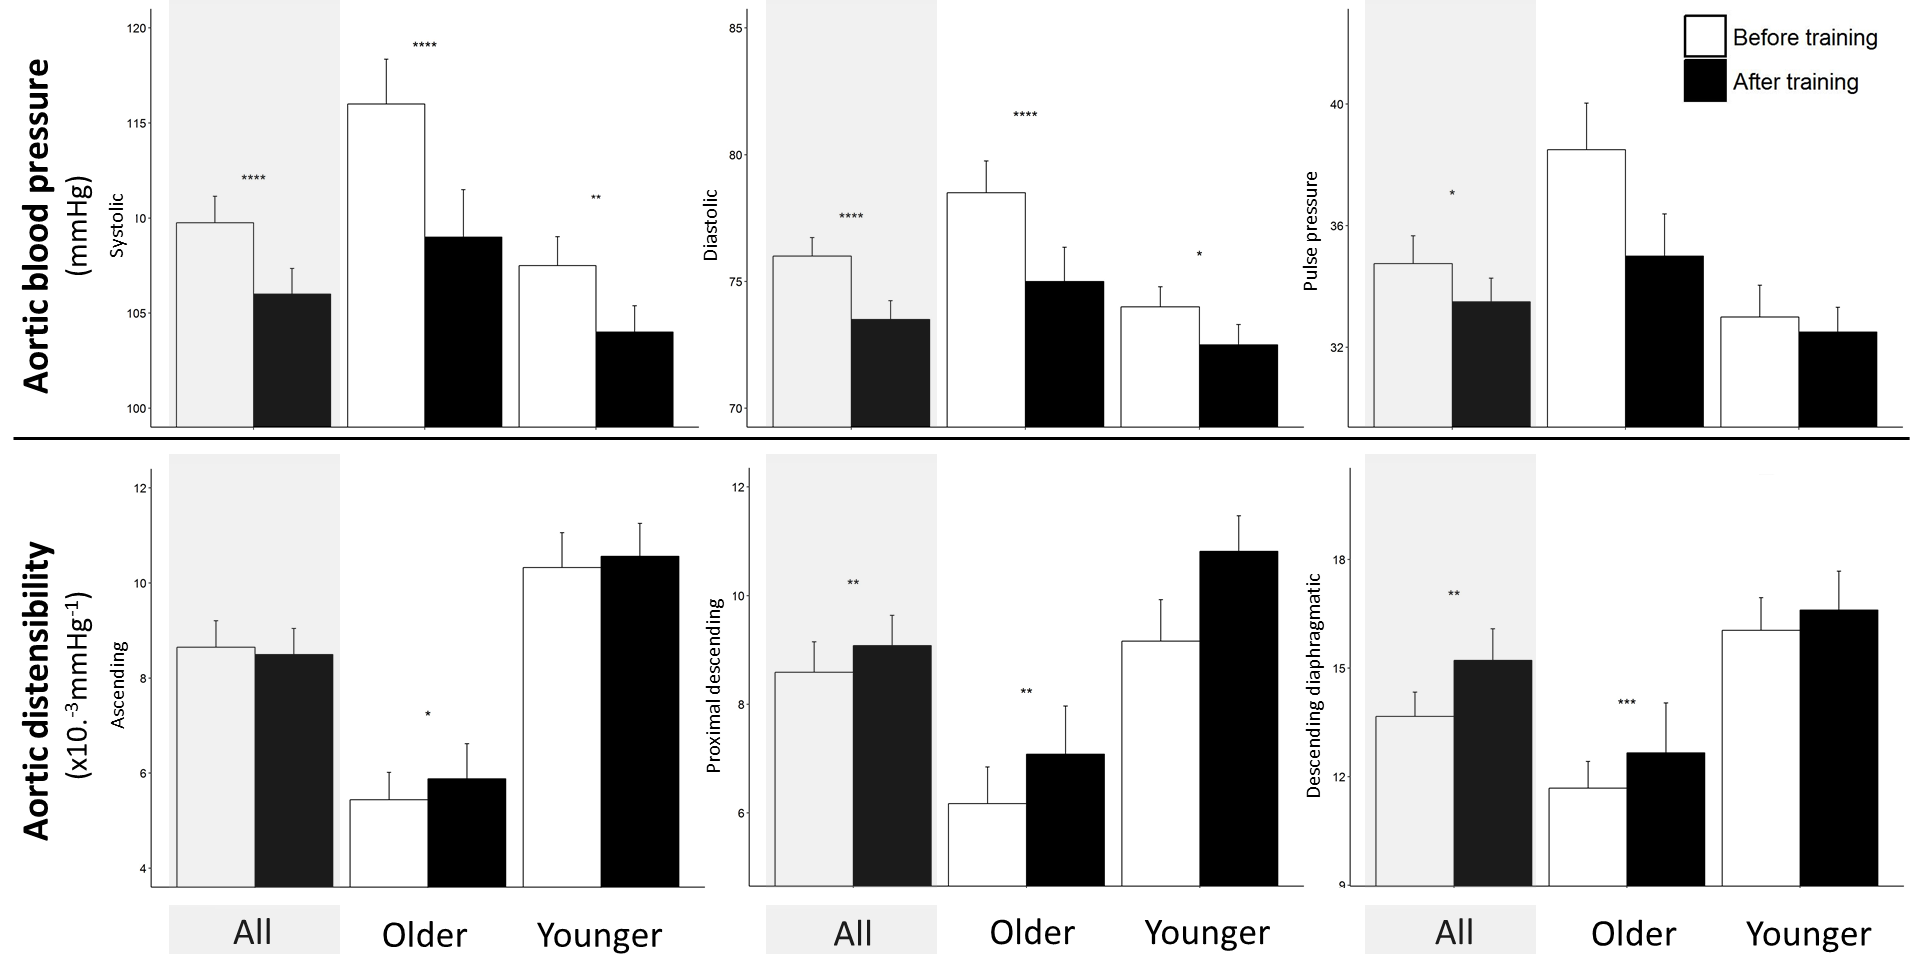 Aortic blood pressure
(mmHg)
Systolic
120
115
110
105
100
****
****
**
Diastolic
85
80
75
70
****
****
*
Pulse pressure
40
36
32
*
Before training
After training
Aortic distensibility
(x10.⁻³mmHg⁻¹)
Ascending
12
10
8
6
4
*
Proximal descending
12
10
8
6
**
**
Descending diaphragmatic
18
15
12
9
**
***
All Older Younger
All Older Younger
All Older Younger